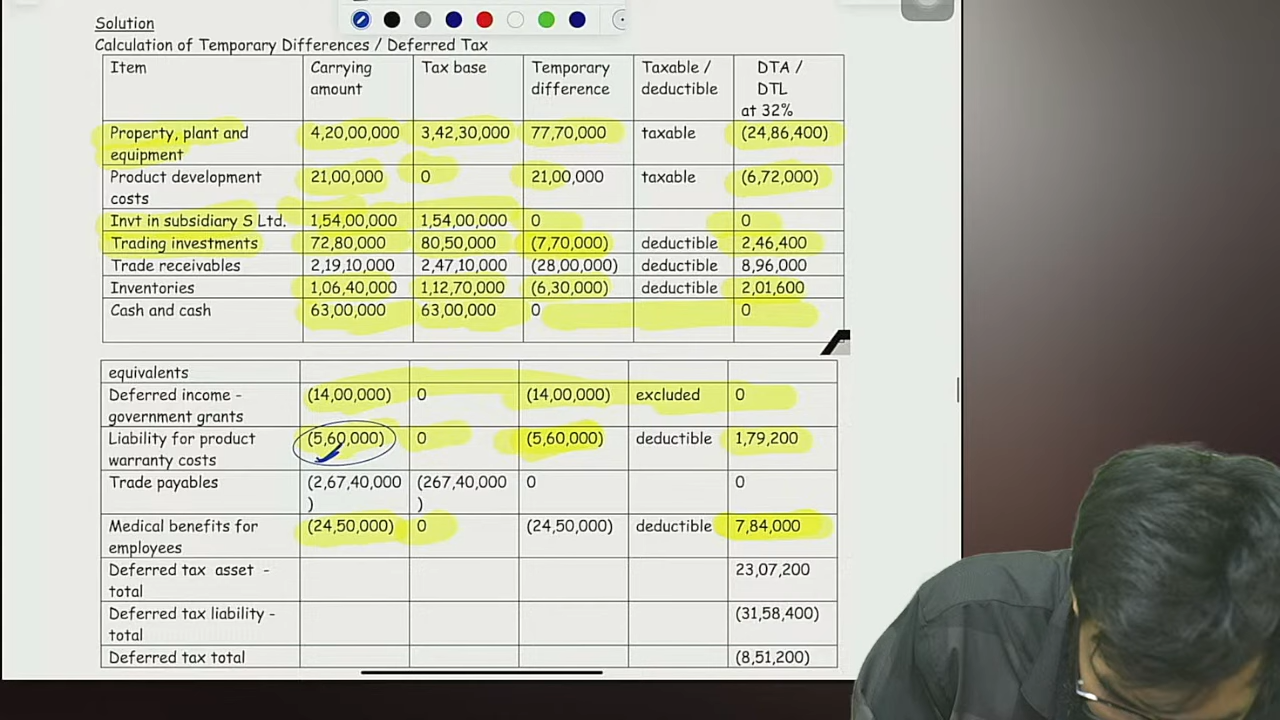 Solution
Calculation of Temporary Differences / Deferred Tax
Item Carrying amount Tax base Temporary difference Taxable / deductible DTA / DTL at 32%
Property, plant and equipment 4,20,00,000 3,42,30,000 77,70,000 taxable (24,86,400)
Product development costs 21,00,000 0 21,00,000 taxable (6,72,000)
Invt in subsidiary S Ltd. 1,54,00,000 1,54,00,000 0 0
Trading investments 72,80,000 80,50,000 (7,70,000) deductible 2,46,400
Trade receivables 2,19,10,000 2,47,10,000 (28,00,000) deductible 8,96,000
Inventories 1,06,40,000 1,12,70,000 (6,30,000) deductible 2,01,600
Cash and cash 63,00,000 63,00,000 0 0
equivalents
Deferred income - government grants (14,00,000) 0 (14,00,000) excluded 0
Liability for product warranty costs (5,60,000) 0 (5,60,000) deductible 1,79,200
Trade payables (2,67,40,000) (267,40,000) 0 0
Medical benefits for employees (24,50,000) 0 (24,50,000) deductible 7,84,000
Deferred tax asset - total 23,07,200
Deferred tax liability - total (31,58,400)
Deferred tax total (8,51,200)